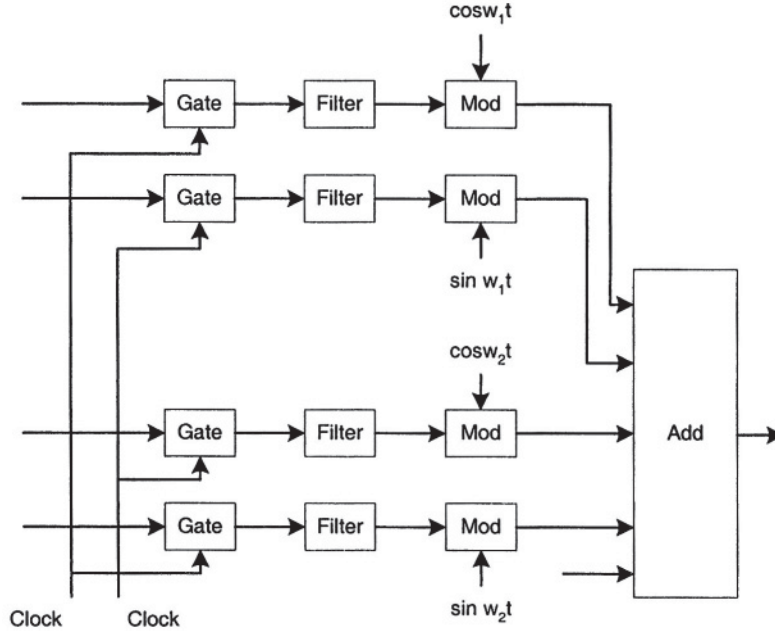 cosw₁t
Gate Filter Mod
Gate Filter Mod
sin w₁t
cosw₂t
Gate Filter Mod
Add
Gate Filter Mod
Clock Clock
sin w₂t